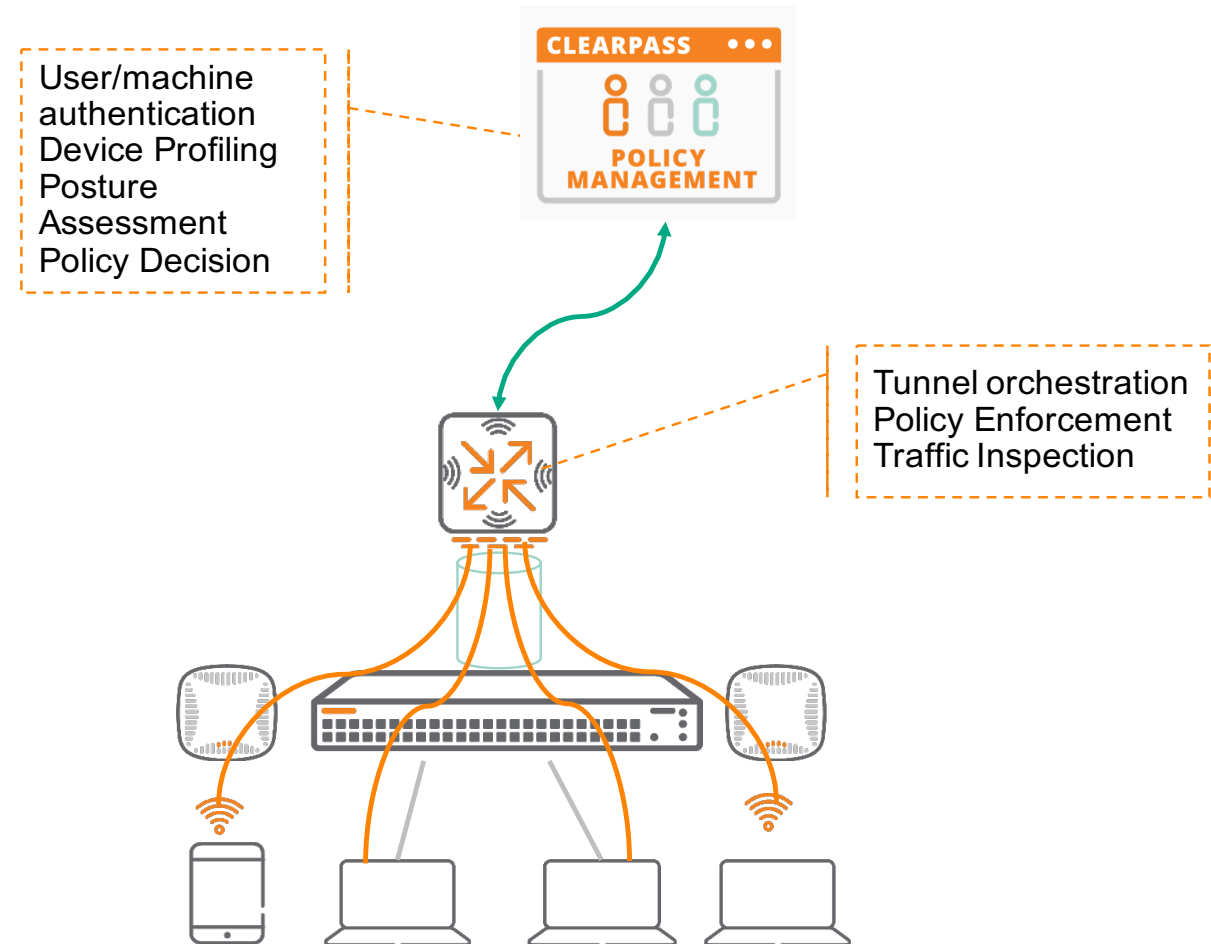 CLEARPASS
POLICY
MANAGEMENT
User/machine
authentication
Device Profiling
Posture
Assessment
Policy Decision
Tunnel orchestration
Policy Enforcement
Traffic Inspection